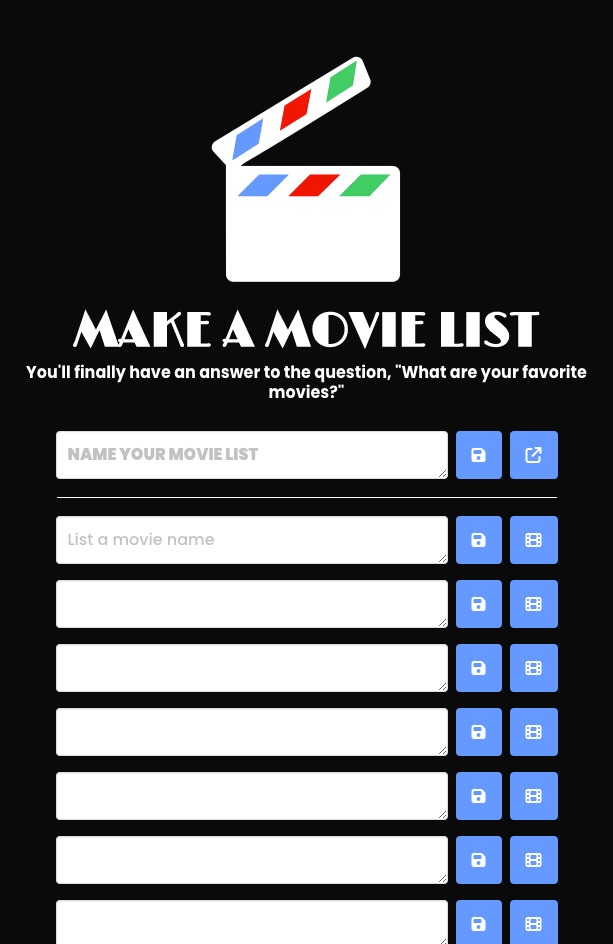 MAKE A MOVIE LIST
You'll finally have an answer to the question, "What are your favorite
movies?"
NAME YOUR MOVIE LIST
List a movie name